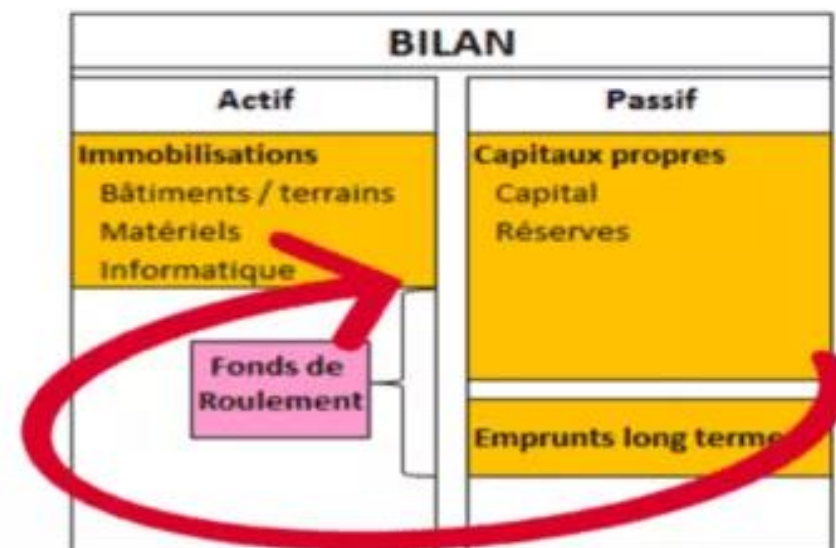 BILAN
Actif
Passif
Immobilisations
Bâtiments / terrains
Matériels
Informatique
Capitaux propres
Capital
Réserves
Fonds de
Roulement
Emprunts long terme